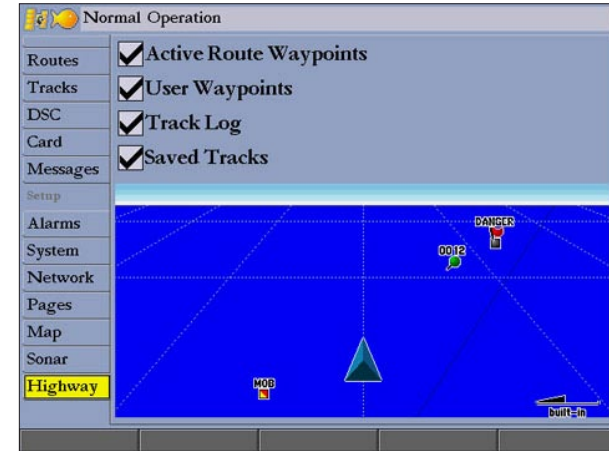 Normal Operation
Routes
Tracks
DSC
Card
Messages
Setup
Alarms
System
Network
Pages
Map
Sonar
Highway
Active Route Waypoints
User Waypoints
Track Log
Saved Tracks
DANGER
0012
MOB
built-in